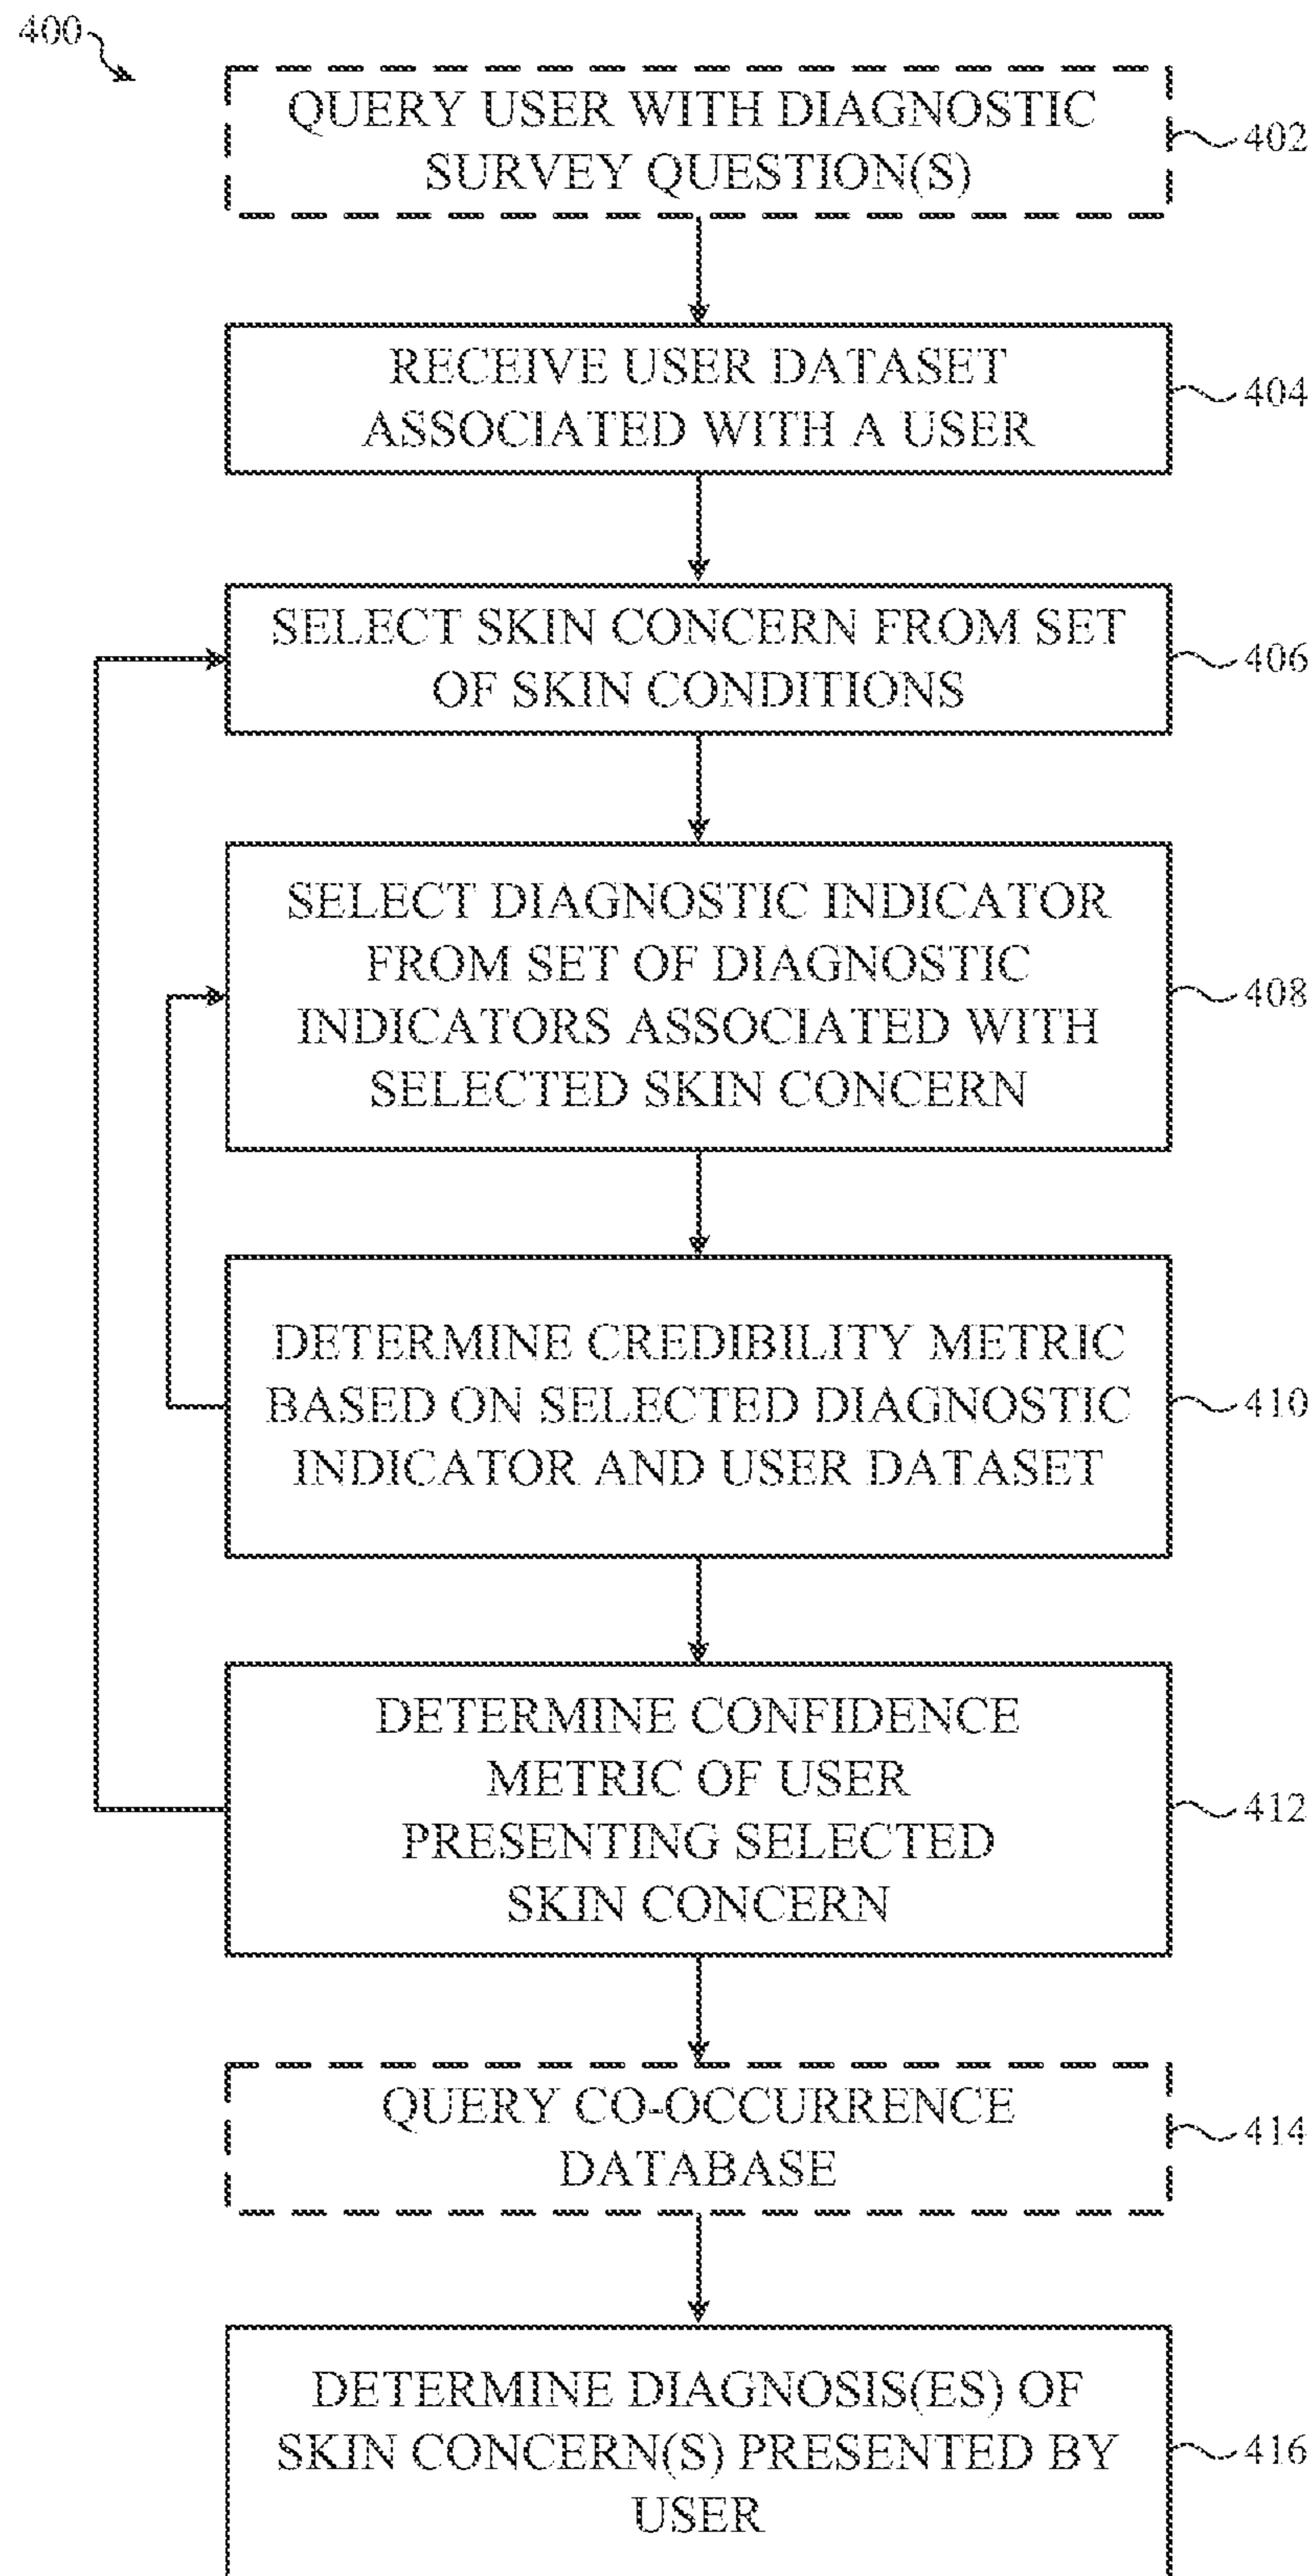 400
QUERY USER WITH DIAGNOSTIC
SURVEY QUESTION(S)
402
RECEIVE USER DATASET
ASSOCIATED WITH A USER
404
SELECT SKIN CONCERN FROM SET
OF SKIN CONDITIONS
406
SELECT DIAGNOSTIC INDICATOR
FROM SET OF DIAGNOSTIC
INDICATORS ASSOCIATED WITH
SELECTED SKIN CONCERN
408
DETERMINE CREDIBILITY METRIC
BASED ON SELECTED DIAGNOSTIC
INDICATOR AND USER DATASET
410
DETERMINE CONFIDENCE
METRIC OF USER
PRESENTING SELECTED
SKIN CONCERN
412
QUERY CO-OCCURRENCE
DATABASE
414
DETERMINE DIAGNOSIS(ES) OF
SKIN CONCERN(S) PRESENTED BY
USER
416